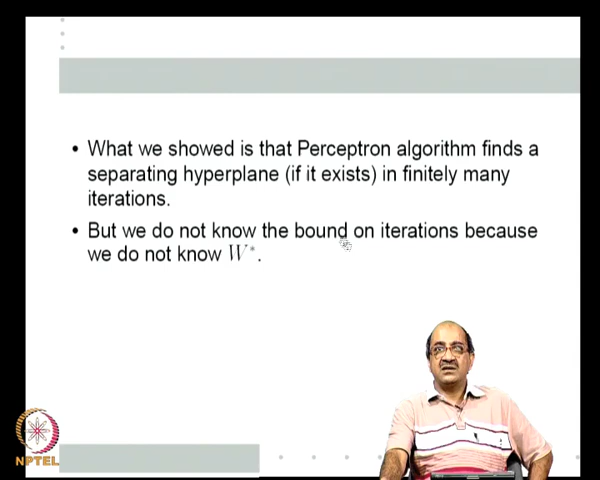 • What we showed is that Perceptron algorithm finds a
separating hyperplane (if it exists) in finitely many
iterations.
• But we do not know the bound on iterations because
we do not know W*.
NPTEL